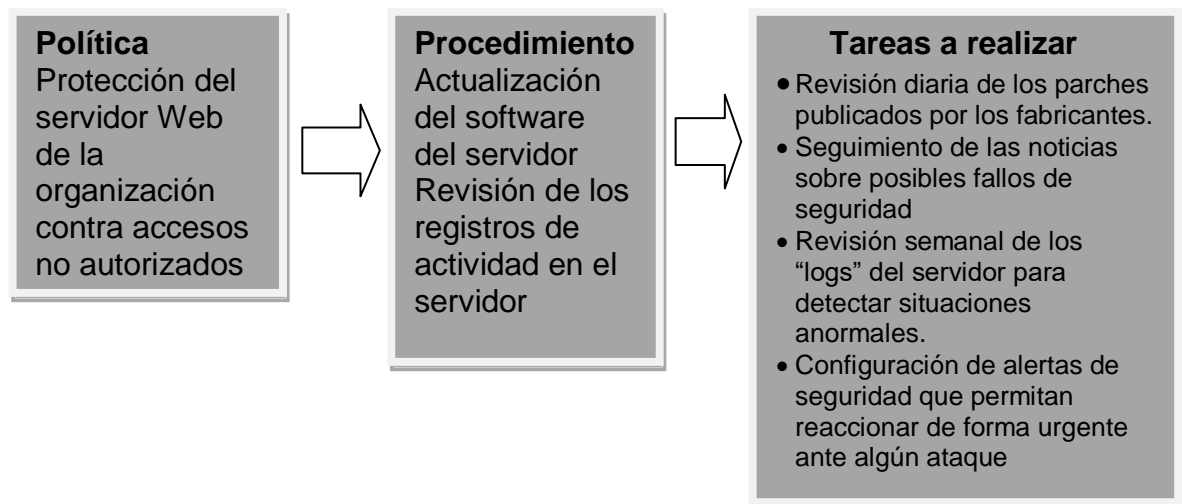 Política
Protección del
servidor Web
de la
organización
contra accesos
no autorizados
Procedimiento
Actualización
del software
del servidor
Revisión de los
registros de
actividad en el
servidor
Tareas a realizar
• Revisión diaria de los parches
publicados por los fabricantes.
• Seguimiento de las noticias
sobre posibles fallos de
seguridad
• Revisión semanal de los
“logs” del servidor para
detectar situaciones
anormales.
• Configuración de alertas de
seguridad que permitan
reaccionar de forma urgente
ante algún ataque